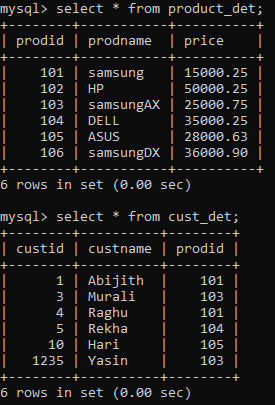 mysql> select * from product_det;
+--------+-----------+----------+
| prodid | prodname  | price    |
+--------+-----------+----------+
|    101 | samsung   | 15000.25 |
|    102 | HP        | 50000.25 |
|    103 | samsungAX | 25000.75 |
|    104 | DELL      | 35000.25 |
|    105 | ASUS      | 28000.63 |
|    106 | samsungDX | 36000.90 |
+--------+-----------+----------+
6 rows in set (0.00 sec)
mysql> select * from cust_det;
+--------+----------+--------+
| custid | custname | prodid |
+--------+----------+--------+
|      1 | Abijith  |    101 |
|      3 | Murali   |    103 |
|      4 | Raghu    |    101 |
|      5 | Rekha    |    104 |
|     10 | Hari     |    105 |
|   1235 | Yasin    |    103 |
+--------+----------+--------+
6 rows in set (0.00 sec)